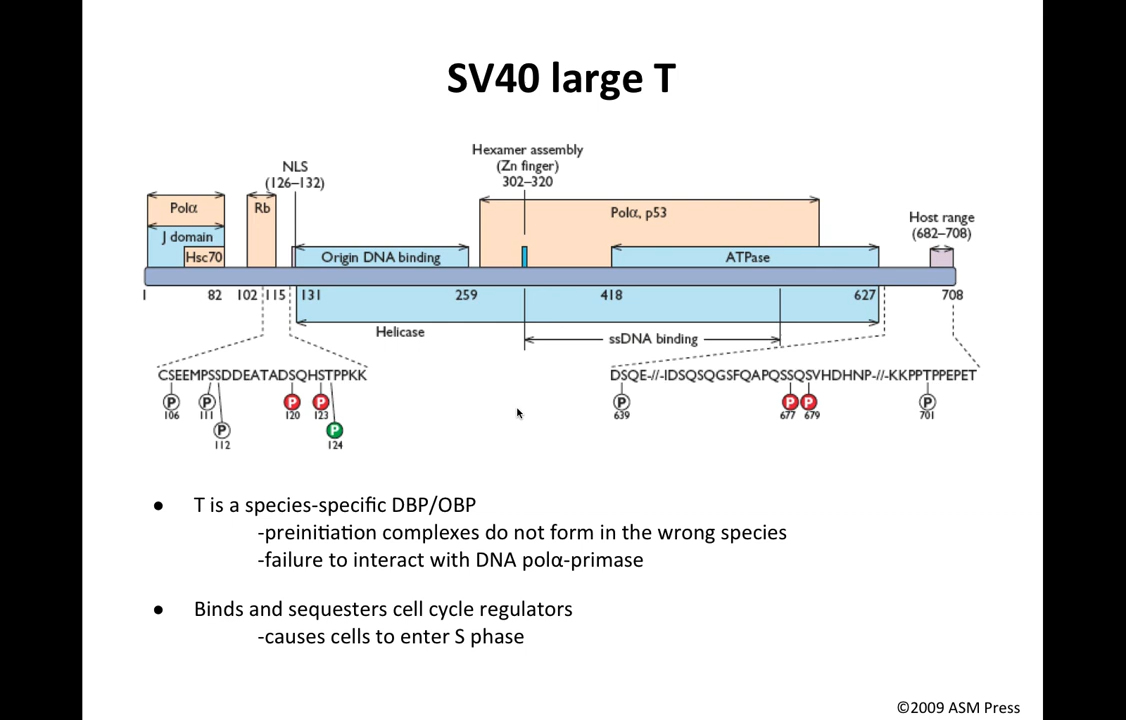 SV40 large T
Hexamer assembly
(Zn finger)
302–320
NLS
(126–132)
Polα
Rb
Polα, p53
Host range
(682–708)
J domain
Hsc70
Origin DNA binding
ATPase
1 82 102 115 131 259 418 627 708
Helicase
ssDNA binding
CSEEMPSSDDEATADSQHSTPPKK
DSQE-//-IDSQSQGSFQAPQSSQSVHDHNP-//-KKPPTPPEPET
P P P P P P P P
106 111 120 123 639 677 679 701
P P
112 124
• T is a species-specific DBP/OBP
-preinitiation complexes do not form in the wrong species
-failure to interact with DNA polα-primase
• Binds and sequesters cell cycle regulators
-causes cells to enter S phase
©2009 ASM Press